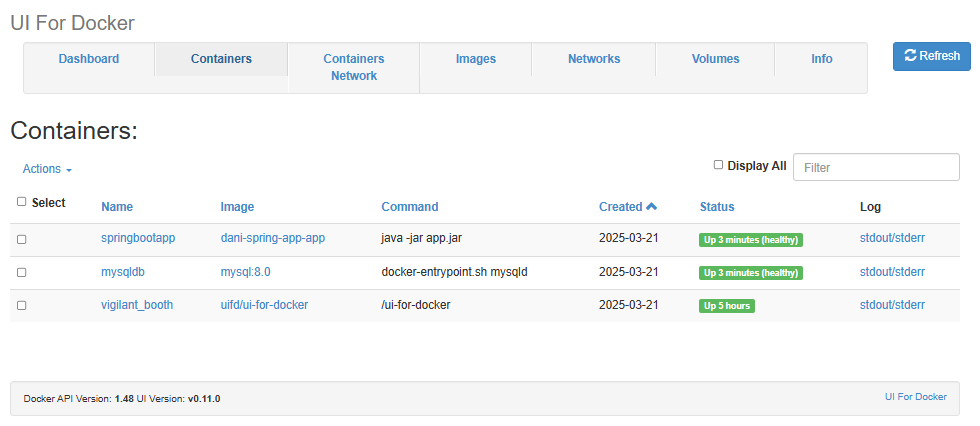 UI For Docker
Dashboard Containers Containers Network Images Networks Volumes Info Refresh
Containers:
Actions Display All Filter
Select Name Image Command Created Status Log
springbootapp dani-spring-app-app java -jar app.jar 2025-03-21 Up 3 minutes (healthy) stdout/stderr
mysqldb mysql:8.0 docker-entrypoint.sh mysqld 2025-03-21 Up 3 minutes (healthy) stdout/stderr
vigilant_booth uifd/ui-for-docker /ui-for-docker 2025-03-21 Up 5 hours stdout/stderr
Docker API Version: 1.48 UI Version: v0.11.0 UI For Docker